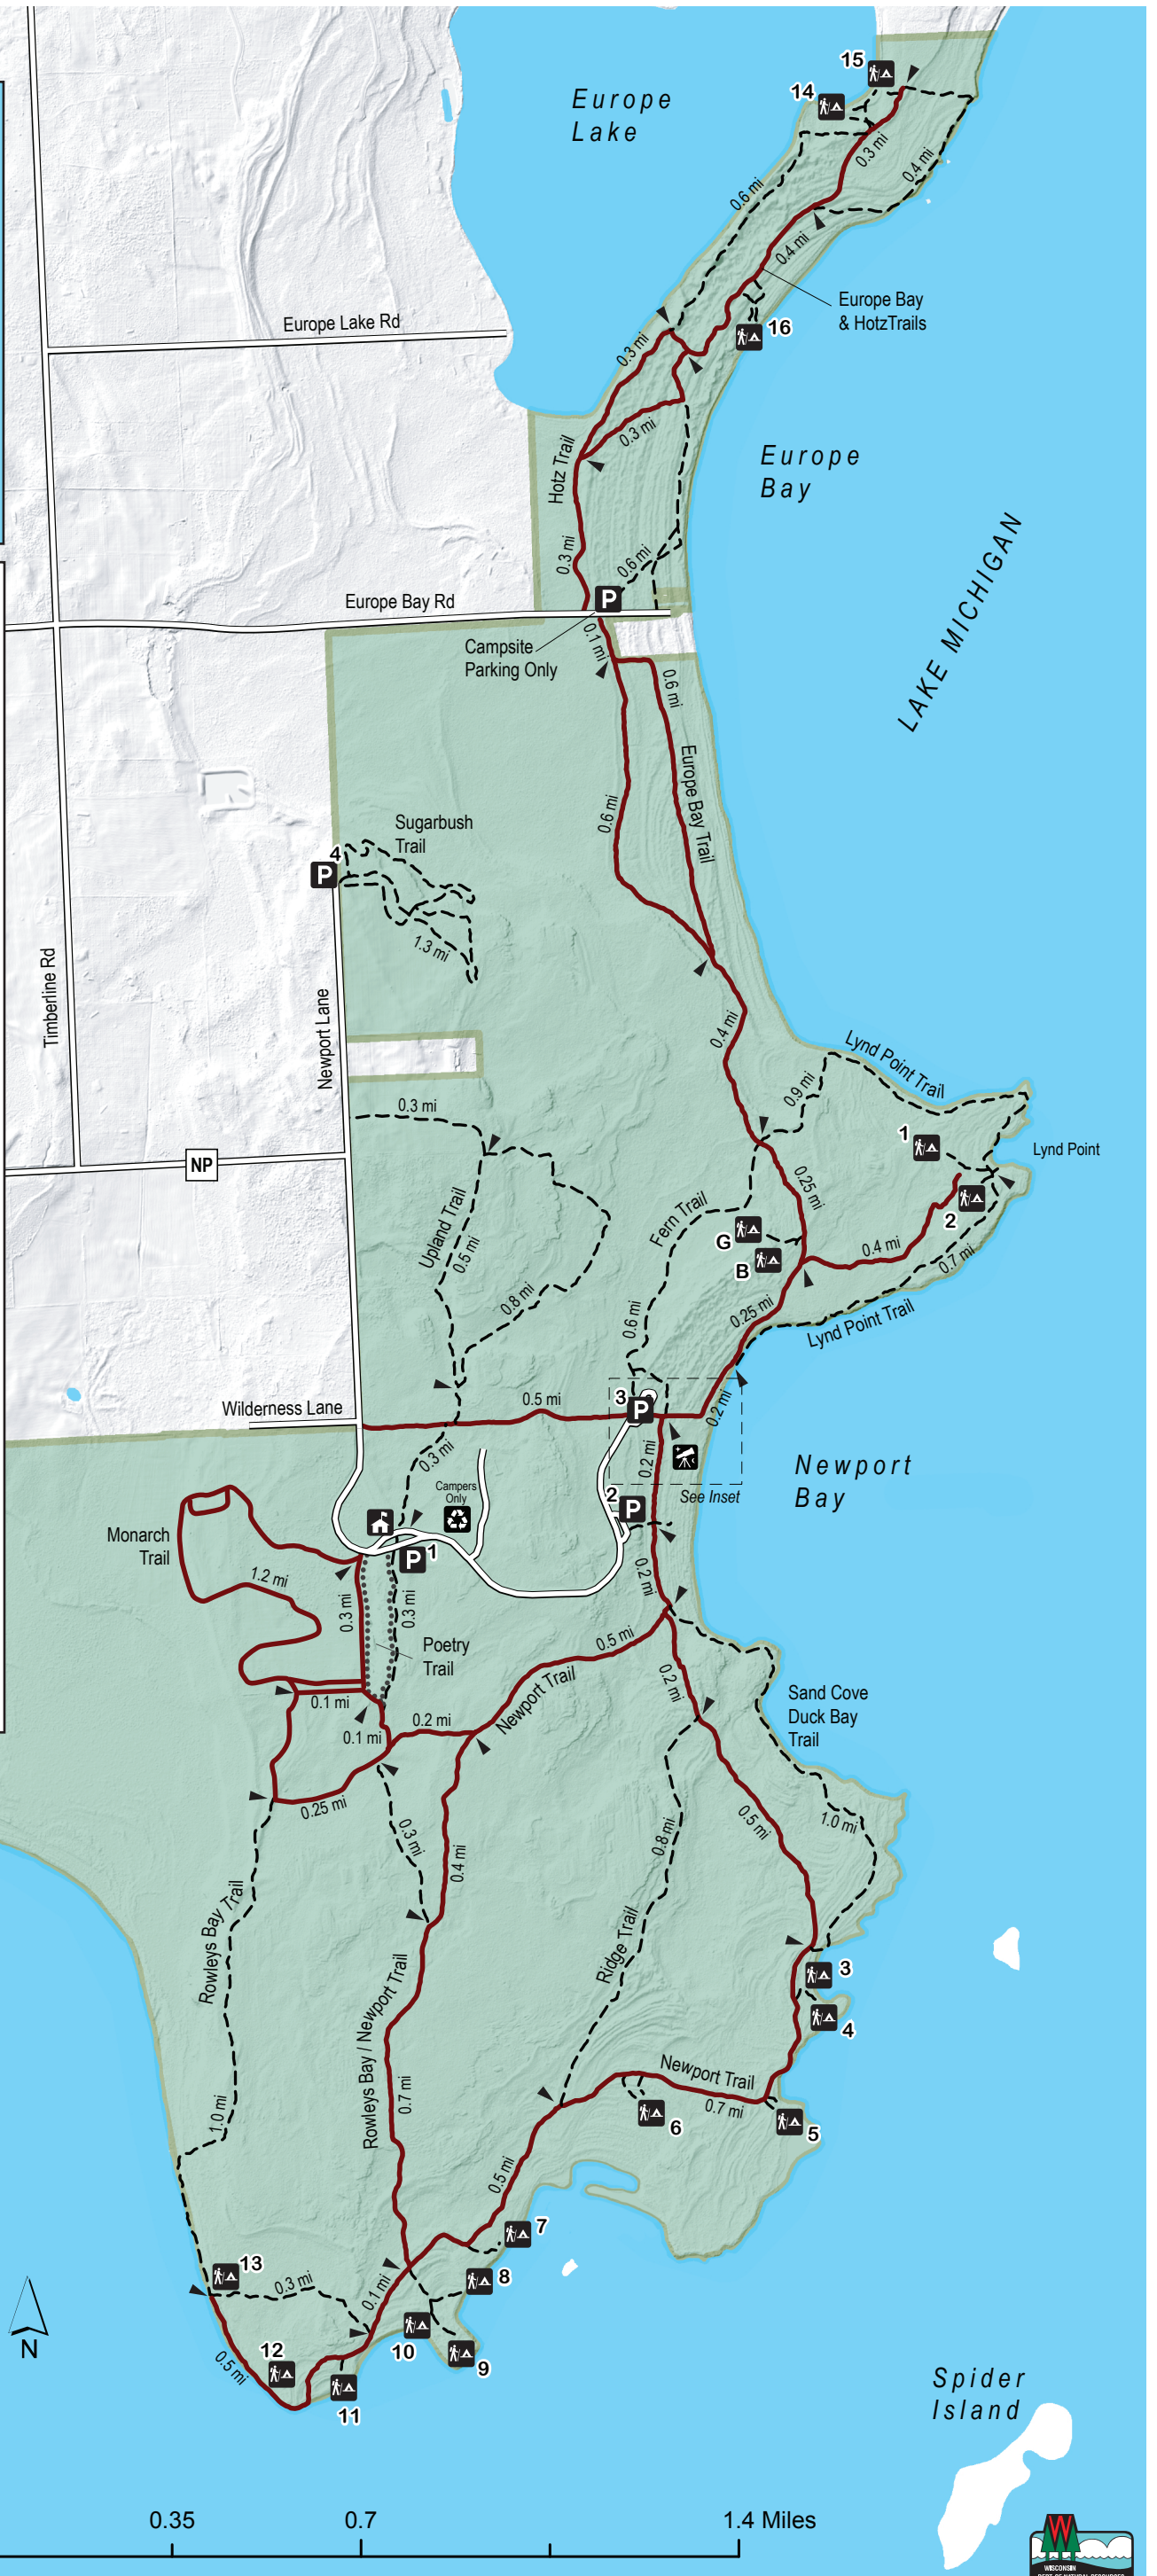 Europe
Lake
15
14
0.3 mi
0.4 mi
0.6 mi
0.4 mi
Europe Bay
& HotzTrails
16
Europe Lake Rd
0.3 mi
0.3 mi
Hotz Trail
Europe
Bay
LAKE MICHIGAN
0.3 mi
0.6 mi
P
Europe Bay Rd
Campsite
Parking Only
0.1 mi
0.6 mi
Europe Bay Trail
0.6 mi
Sugarbush
Trail
4
P
1.3 mi
Timberline Rd
Newport Lane
0.4 mi
Lynd Point Trail
0.9 mi
0.3 mi
1
Lynd Point
NP
2
0.25 mi
Fern Trail
Upland Trail
0.5 mi
G
B
0.4 mi
0.7 mi
0.8 mi
0.25 mi
Lynd Point Trail
0.6 mi
Wilderness Lane
0.5 mi
3
P
0.2 mi
0.2 mi
0.3 mi
Newport
Bay
See Inset
Campers
Only
2
P
Monarch
Trail
P
1
1.2 mi
0.3 mi
0.3 mi
0.2 mi
Poetry
Trail
0.5 mi
Newport Trail
0.2 mi
Sand Cove
Duck Bay
Trail
0.1 mi
0.1 mi
0.2 mi
0.25 mi
0.3 mi
0.4 mi
0.8 mi
0.5 mi
1.0 mi
Rowleys Bay Trail
Ridge Trail
3
4
Rowleys Bay / Newport Trail
Newport Trail
0.7 mi
0.7 mi
6
5
1.0 mi
0.5 mi
7
13
0.3 mi
0.1 mi
8
N
10
9
12
0.5 mi
11
Spider
Island
0.35
0.7
1.4 Miles
WISCONSIN
DEPT. OF NATURAL RESOURCES